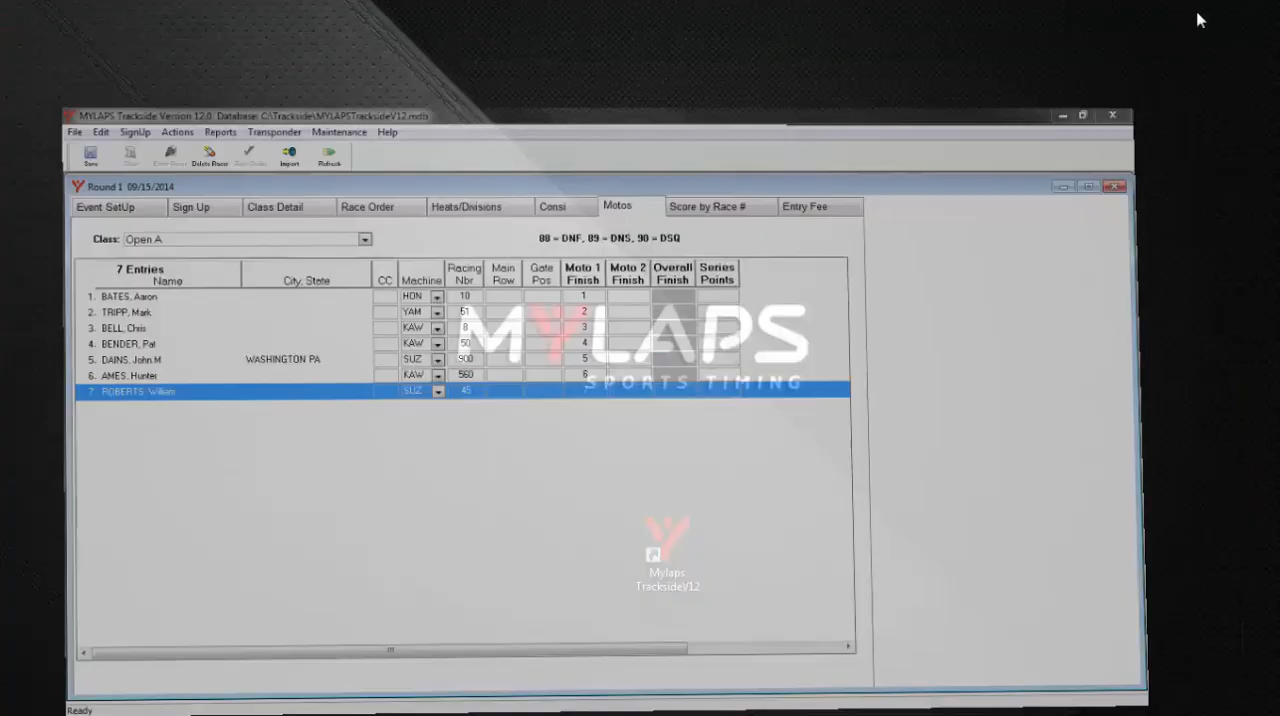 MYLAPS Trackside Version 12.0 Database: C:\Trackside\MYLAPSTracksideV12.mdb
File Edit SignUp Actions Reports Transponder Maintenance Help
Save Delete Racer Import Refresh
Round 1 09/15/2014
Event SetUp Sign Up Class Detail Race Order Heats/Divisions Consi Motos Score by Race # Entry Fee
Class: Open A 88 = DNF, 89 = DNS, 90 = DSQ
7 Entries Racing Main Gate Moto 1 Moto 2 Overall Series
Name City, State CC Machine Nbr Row Pos Finish Finish Finish Points
1. BATES, Aaron HON 10 1
2. TRIPP, Mark YAM 51 2
3. BELL, Chris KAW 8 3
4. BENDER, Pat KAW 50 4
5. DAINS, John M WASHINGTON PA SUZ 900 5
6. AMES, Hunter KAW 560 6
7. ROBERTS, William SUZ 45
MYLAPS
SPORTS TIMING
Mylaps
TracksideV12
Ready